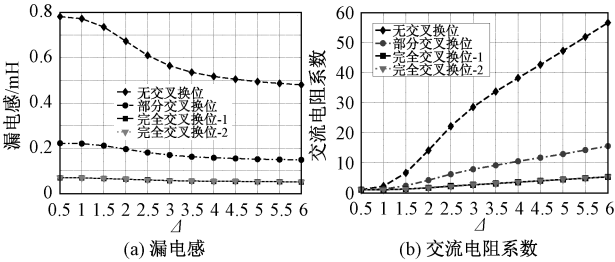 0.8
0.6
0.4
0.2
0
漏电感/mH
无交叉换位
部分交叉换位
完全交叉换位-1
完全交叉换位-2
0.5 1 1.5 2 2.5 3 3.5 4 4.5 5 5.5 6
Δ
(a) 漏电感
60
50
40
30
20
10
0
交流电阻系数
无交叉换位
部分交叉换位
完全交叉换位-1
完全交叉换位-2
0.5 1 1.5 2 2.5 3 3.5 4 4.5 5 5.5 6
Δ
(b) 交流电阻系数